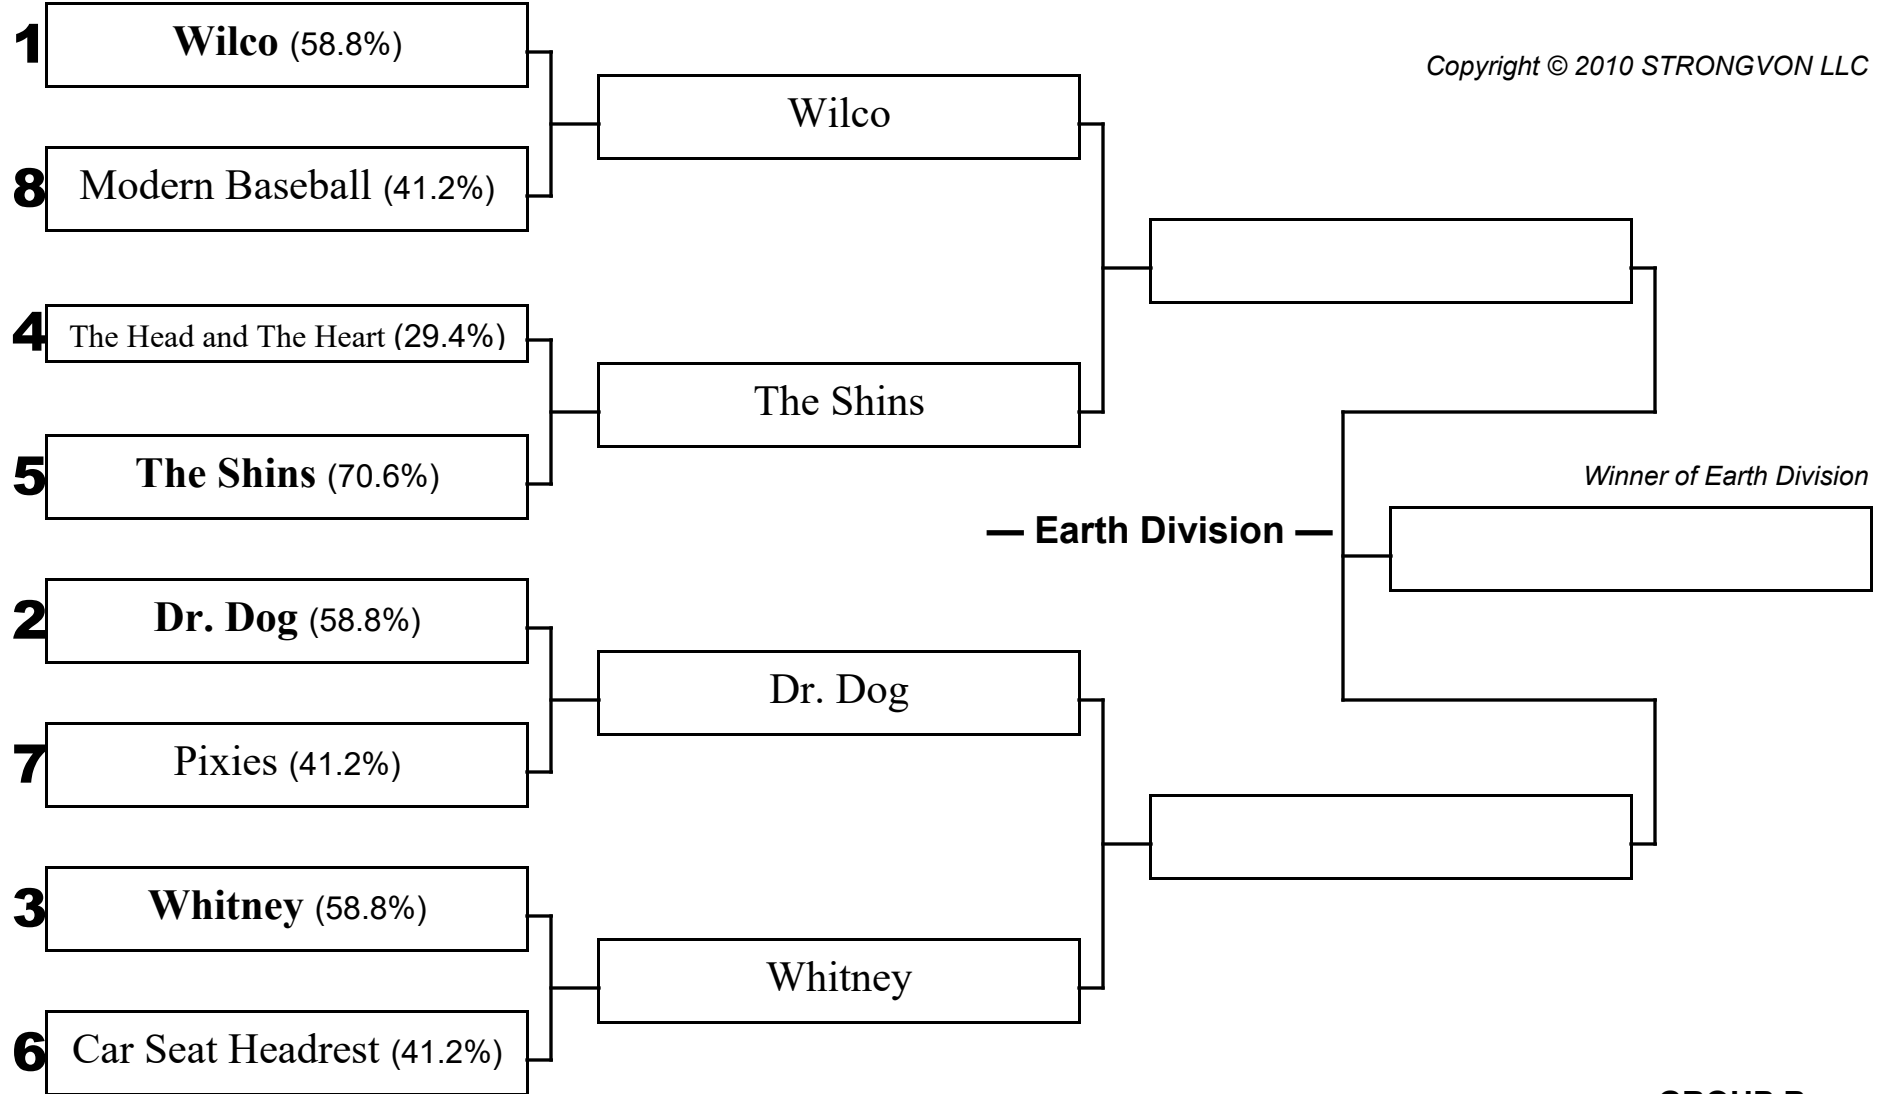 1 Wilco (58.8%)
Copyright © 2010 STRONGVON LLC
Wilco
8 Modern Baseball (41.2%)
4 The Head and The Heart (29.4%)
The Shins
5 The Shins (70.6%)
Winner of Earth Division
— Earth Division —
2 Dr. Dog (58.8%)
Dr. Dog
7 Pixies (41.2%)
3 Whitney (58.8%)
Whitney
6 Car Seat Headrest (41.2%)